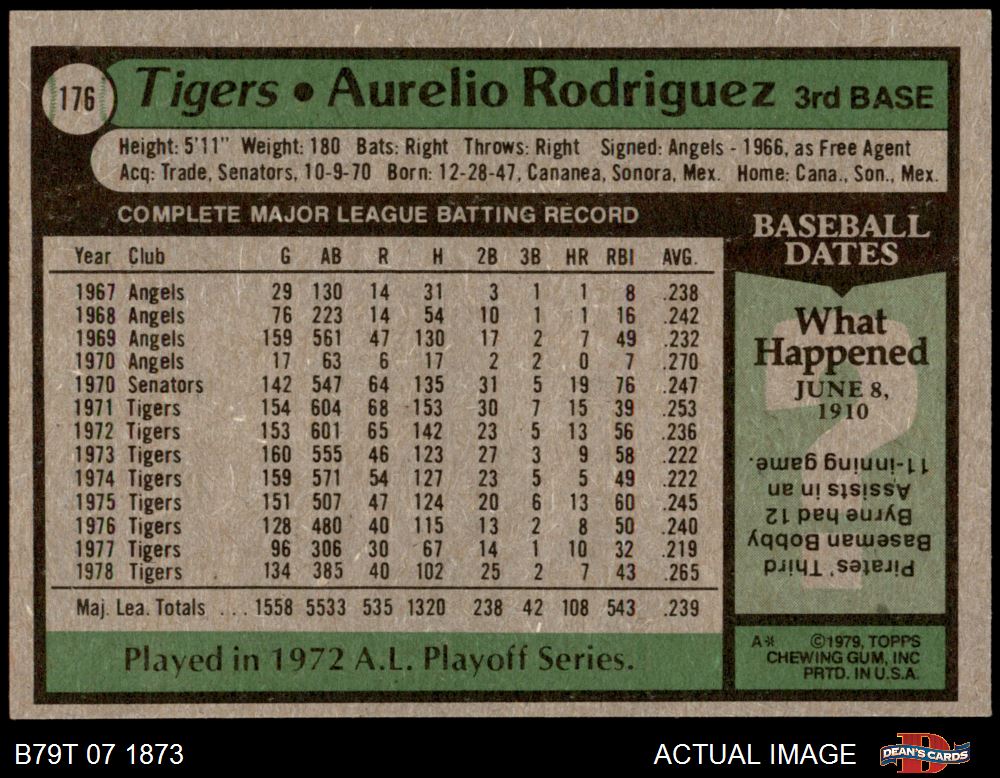 176
Tigers • Aurelio Rodriguez 3rd BASE
Height: 5'11" Weight: 180 Bats: Right Throws: Right Signed: Angels - 1966, as Free Agent
Acq: Trade, Senators, 10-9-70 Born: 12-28-47, Cananea, Sonora, Mex. Home: Cana., Son., Mex.
COMPLETE MAJOR LEAGUE BATTING RECORD
Year Club G AB R H 2B 3B HR RBI AVG.
1967 Angels 29 130 14 31 3 1 1 8 .238
1968 Angels 76 223 14 54 10 1 1 16 .242
1969 Angels 159 561 47 130 17 2 7 49 .232
1970 Angels 17 63 6 17 2 2 0 7 .270
1970 Senators 142 547 64 135 31 5 19 76 .247
1971 Tigers 154 604 68 153 30 7 15 39 .253
1972 Tigers 153 601 65 142 23 5 13 56 .236
1973 Tigers 160 555 46 123 27 3 9 58 .222
1974 Tigers 159 571 54 127 23 5 5 49 .222
1975 Tigers 151 507 47 124 20 6 13 60 .245
1976 Tigers 128 480 40 115 13 2 8 50 .240
1977 Tigers 96 306 30 67 14 1 10 32 .219
1978 Tigers 134 385 40 102 25 2 7 43 .265
Maj. Lea. Totals ... 1558 5533 535 1320 238 42 108 543 .239
Played in 1972 A.L. Playoff Series.
BASEBALL
DATES
What
Happened
JUNE 8,
1910
?
Pirates' Third
Baseman Bobby
Byrne had 12
Assists in an
11-inning game.
A* ©1979, TOPPS
CHEWING GUM, INC
PRTD. IN U.S.A.
B79T 07 1873
ACTUAL IMAGE
D
DEAN'S CARDS